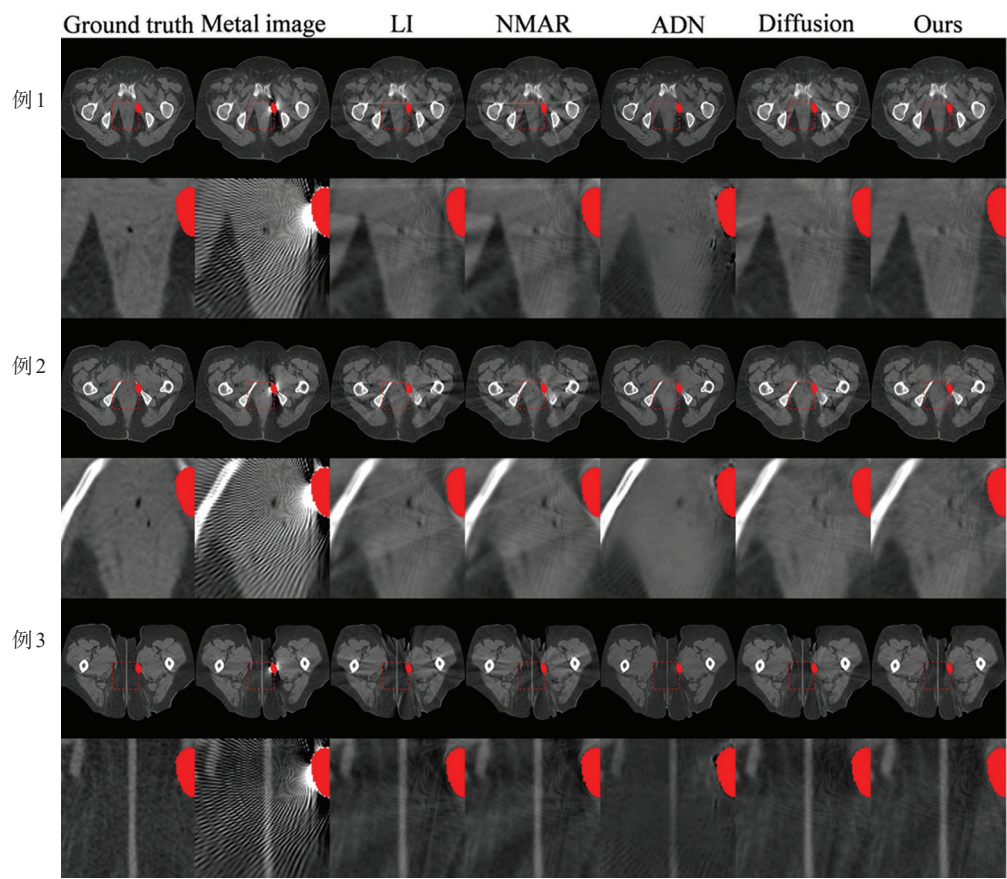 Ground truth Metal image LI NMAR ADN Diffusion Ours
例1
例2
例3